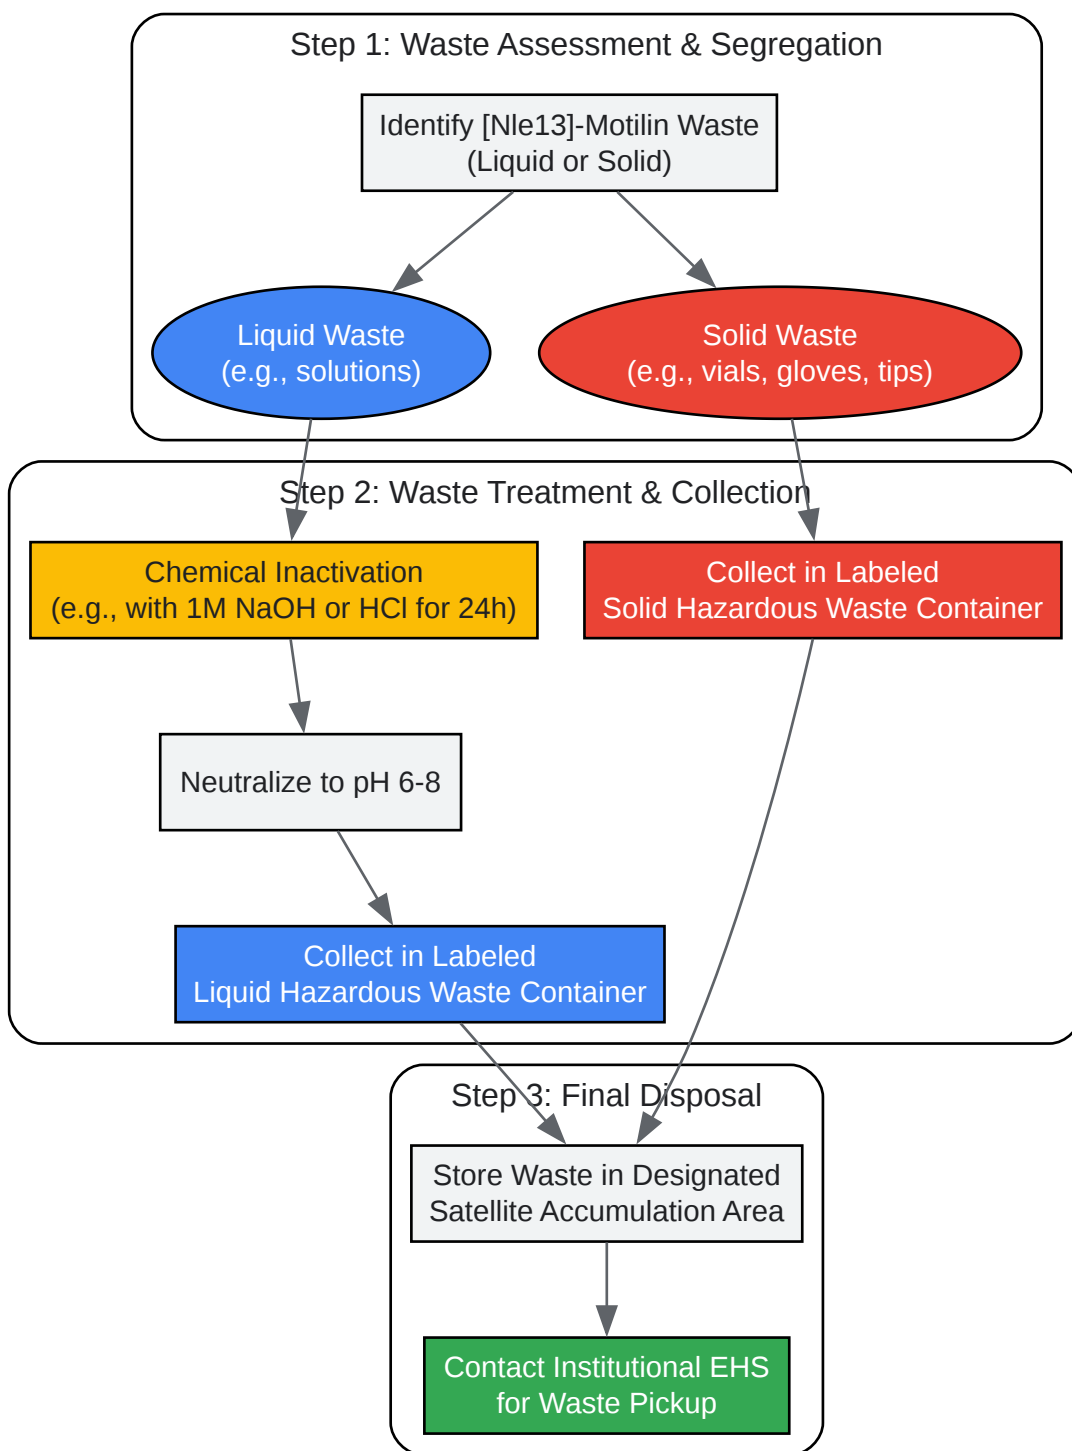 Step 1: Waste Assessment & Segregation
Identify [Nle13]-Motilin Waste
(Liquid or Solid)
Liquid Waste
(e.g., solutions)
Solid Waste
(e.g., vials, gloves, tips)
Step 2: Waste Treatment & Collection
Chemical Inactivation
(e.g., with 1M NaOH or HCl for 24h)
Collect in Labeled
Solid Hazardous Waste Container
Neutralize to pH 6-8
Collect in Labeled
Liquid Hazardous Waste Container
Step 3: Final Disposal
Store Waste in Designated
Satellite Accumulation Area
Contact Institutional EHS
for Waste Pickup